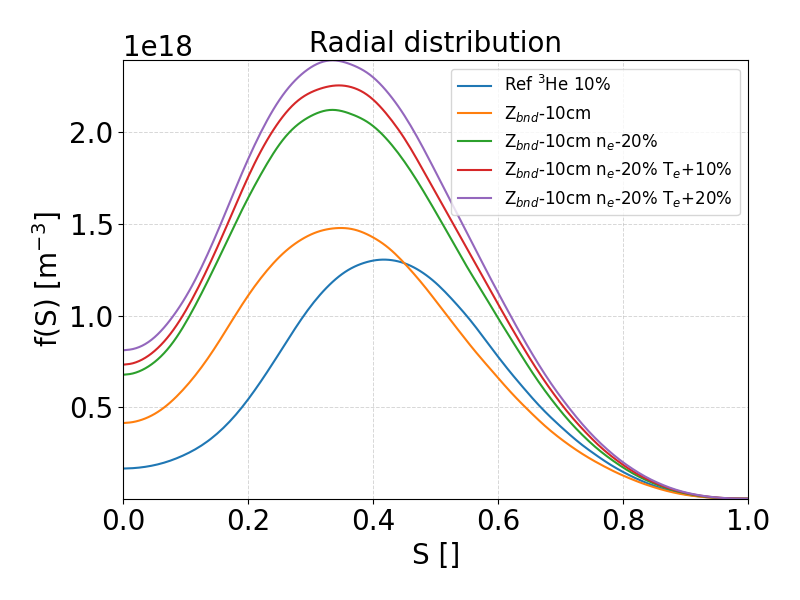 Radial distribution
1e18
Ref ³He 10%
Z_bnd-10cm
Z_bnd-10cm n_e-20%
Z_bnd-10cm n_e-20% T_e+10%
Z_bnd-10cm n_e-20% T_e+20%
2.0
1.5
1.0
0.5
f(S) [m⁻³]
0.0 0.2 0.4 0.6 0.8 1.0
S []